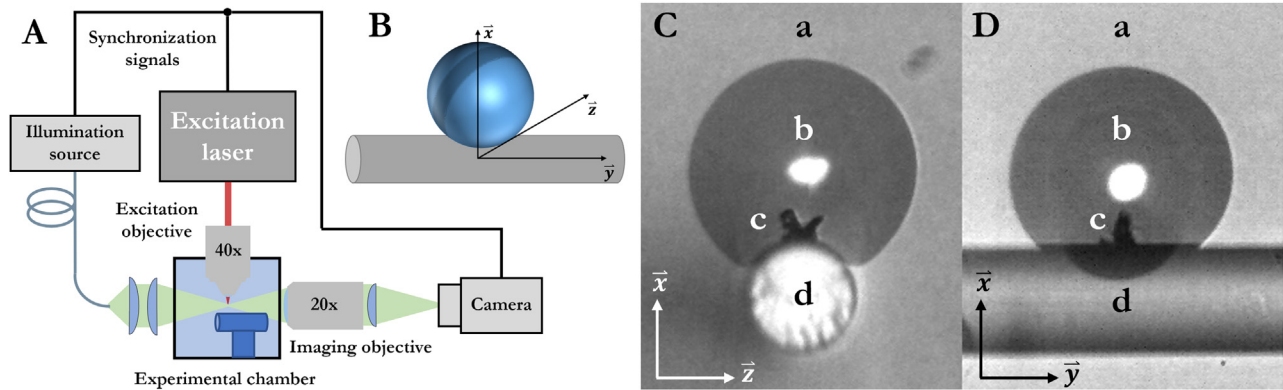 A
Synchronization
signals
Illumination
source
Excitation
laser
Excitation
objective
40x
20x
Camera
Imaging objective
Experimental chamber
B
x
z
y
C
a
b
c
d
x
z
D
a
b
c
d
x
y